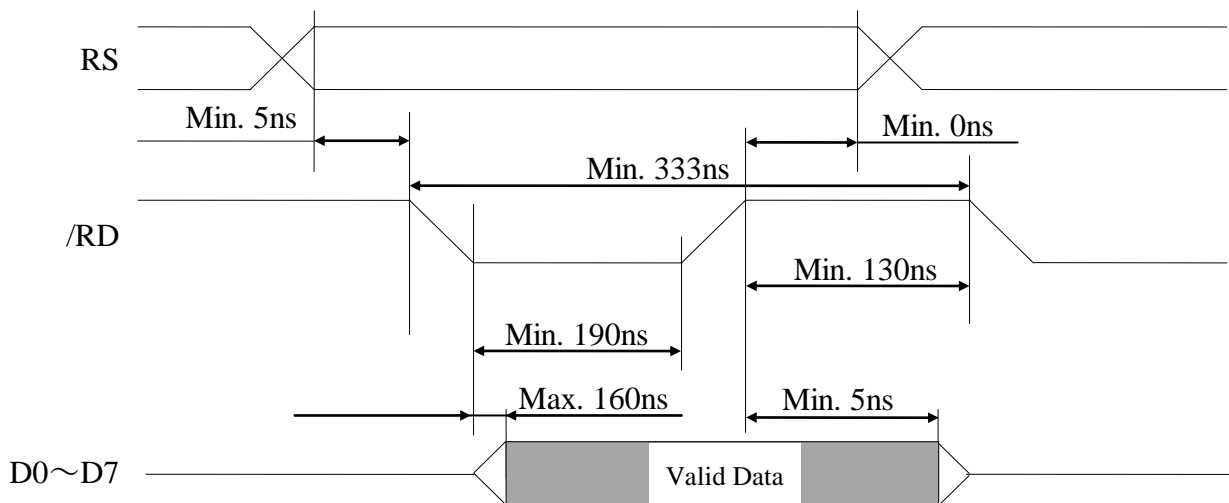 RS
Min. 5ns
Min. 0ns
Min. 333ns
/RD
Min. 130ns
Min. 190ns
Max. 160ns
Min. 5ns
D0～D7
Valid Data